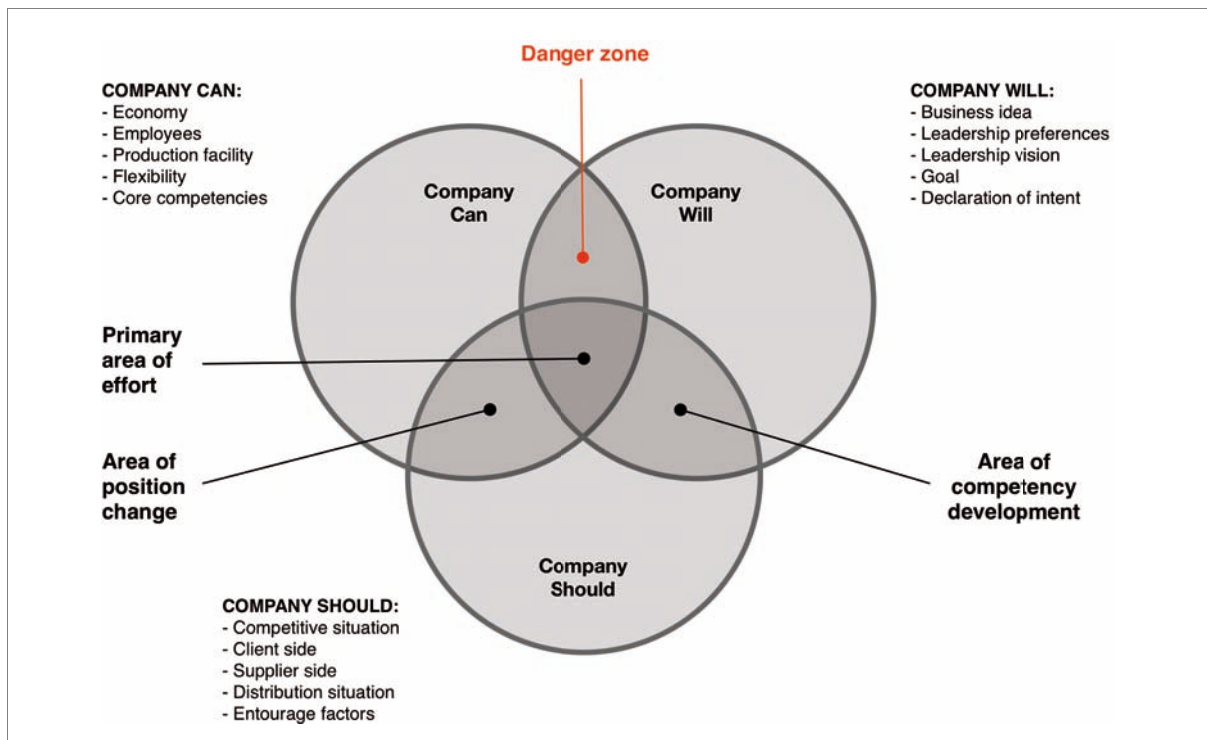 Danger zone
COMPANY CAN:
- Economy
- Employees
- Production facility
- Flexibility
- Core competencies
COMPANY WILL:
- Business idea
- Leadership preferences
- Leadership vision
- Goal
- Declaration of intent
Company
Can
Company
Will
Primary
area of
effort
Area of
position
change
Area of
competency
development
Company
Should
COMPANY SHOULD:
- Competitive situation
- Client side
- Supplier side
- Distribution situation
- Entourage factors